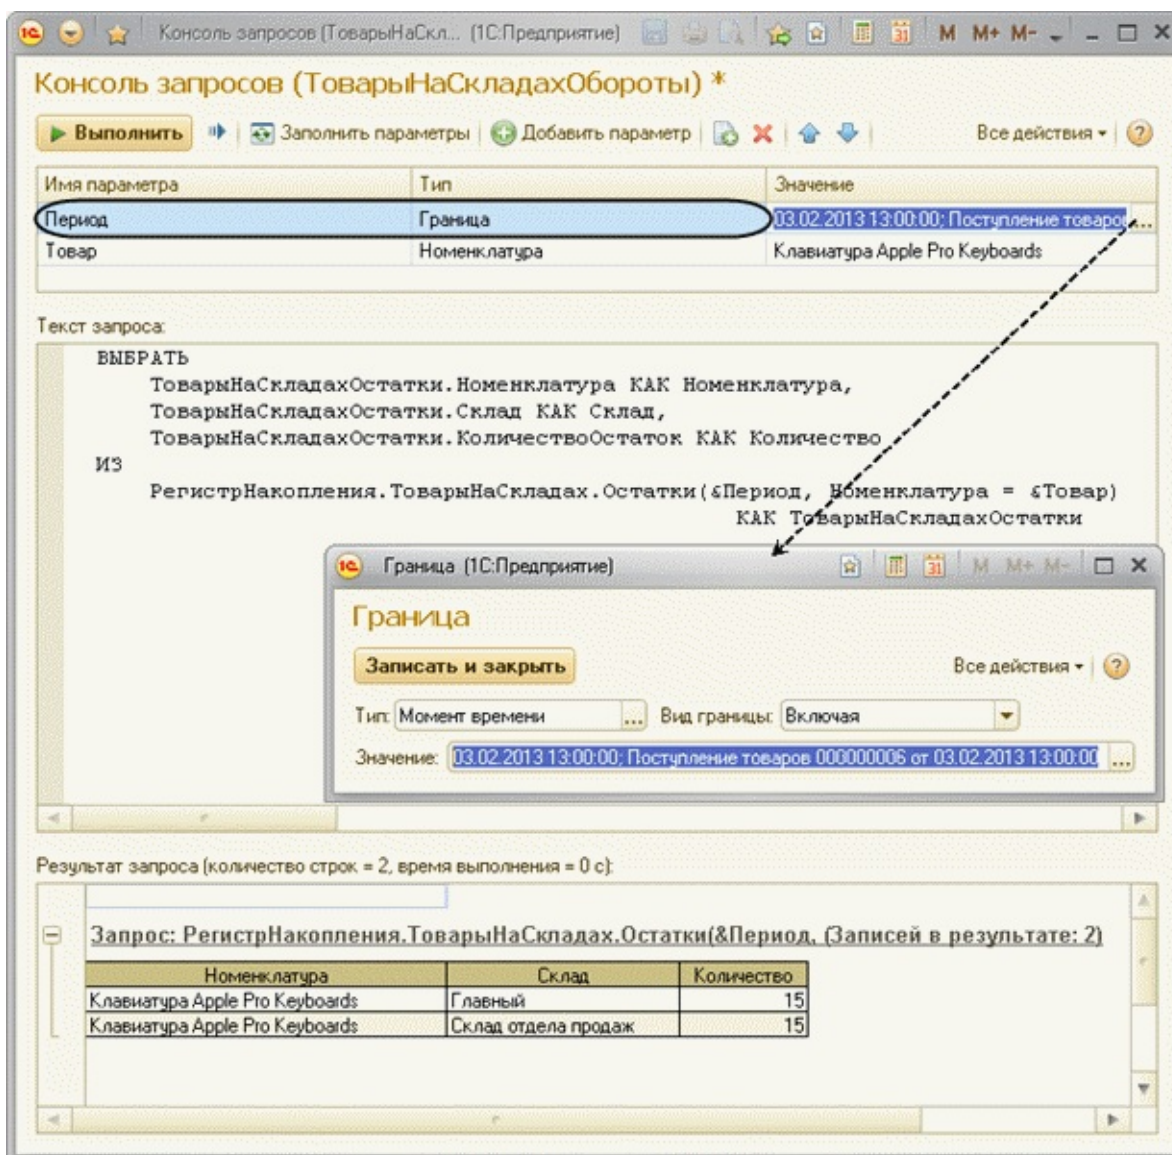 Консоль запросов (ТоварыНаСкл... (1С:Предприятие) 31 M M+ M-
Консоль запросов (ТоварыНаСкладахОбороты) *
Выполнить Заполнить параметры Добавить параметр Все действия ?
Имя параметра Тип Значение
Период Граница 03.02.2013 13:00:00; Поступление товаров ...
Товар Номенклатура Клавиатура Apple Pro Keyboards
Текст запроса:
ВЫБРАТЬ
ТоварыНаСкладахОстатки.Номенклатура КАК Номенклатура,
ТоварыНаСкладахОстатки.Склад КАК Склад,
ТоварыНаСкладахОстатки.КоличествоОстаток КАК Количество
ИЗ
РегистрНакопления.ТоварыНаСкладах.Остатки(&Период, Номенклатура = &Товар)
КАК ТоварыНаСкладахОстатки
Граница (1С:Предприятие) 31 M M+ M-
Граница
Записать и закрыть Все действия ?
Тип: Момент времени ... Вид границы: Включая
Значение: 03.02.2013 13:00:00; Поступление товаров 000000006 от 03.02.2013 13:00:00 ...
Результат запроса (количество строк = 2, время выполнения = 0 с):
Запрос: РегистрНакопления.ТоварыНаСкладах.Остатки(&Период, (Записей в результате: 2)
Номенклатура Склад Количество
Клавиатура Apple Pro Keyboards Главный 15
Клавиатура Apple Pro Keyboards Склад отдела продаж 15